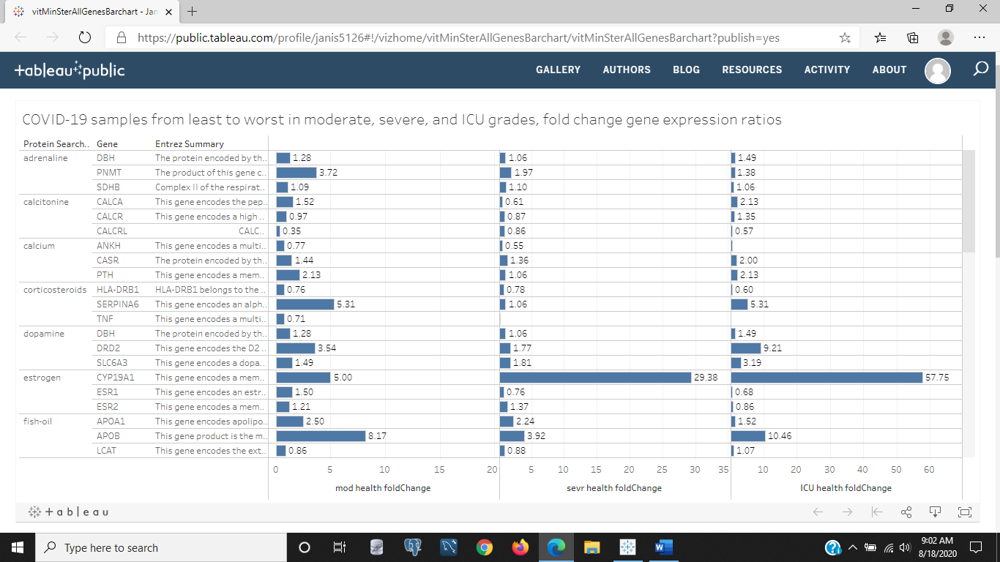 vitMinSterAllGenesBarchart - Jan
https://public.tableau.com/profile/janis5126#!/vizhome/vitMinSterAllGenesBarchart/vitMinSterAllGenesBarchart?publish=yes
+ableau public GALLERY AUTHORS BLOG RESOURCES ACTIVITY ABOUT
COVID-19 samples from least to worst in moderate, severe, and ICU grades, fold change gene expression ratios
Protein Search.. Gene Entrez Summary
adrenaline DBH The protein encoded by th.. 1.28 1.06 1.49
PNMT The product of this gene c.. 3.72 1.97 1.38
SDHB Complex II of the respirat.. 1.09 1.10 1.06
calcitonine CALCA This gene encodes the pep.. 1.52 0.61 2.13
CALCR This gene encodes a high .. 0.97 0.87 1.35
CALCRL CALC.. 0.35 0.86 0.57
calcium ANKH This gene encodes a multi.. 0.77 0.55
CASR The protein encoded by th.. 1.44 1.36 2.00
PTH This gene encodes a mem.. 2.13 1.06 2.13
corticosteroids HLA-DRB1 HLA-DRB1 belongs to the .. 0.76 0.78 0.60
SERPINA6 This gene encodes an alph.. 5.31 1.06 5.31
TNF This gene encodes a multi.. 0.71
dopamine DBH The protein encoded by th.. 1.28 1.06 1.49
DRD2 This gene encodes the D2 .. 3.54 1.77 9.21
SLC6A3 This gene encodes a dopa.. 1.49 1.81 3.19
estrogen CYP19A1 This gene encodes a mem.. 5.00 29.38 57.75
ESR1 This gene encodes an estr.. 1.50 0.76 0.68
ESR2 This gene encodes a mem.. 1.21 1.37 0.86
fish-oil APOA1 This gene encodes apolipo.. 2.50 2.24 1.52
APOB This gene product is the m.. 8.17 3.92 10.46
LCAT This gene encodes the ext.. 0.86 0.88 1.07
0 5 10 15 20 5 10 15 20 25 30 35 10 20 30 40 50 60
mod health foldChange sevr health foldChange ICU health foldChange
+ableau
Type here to search
9:02 AM
8/18/2020